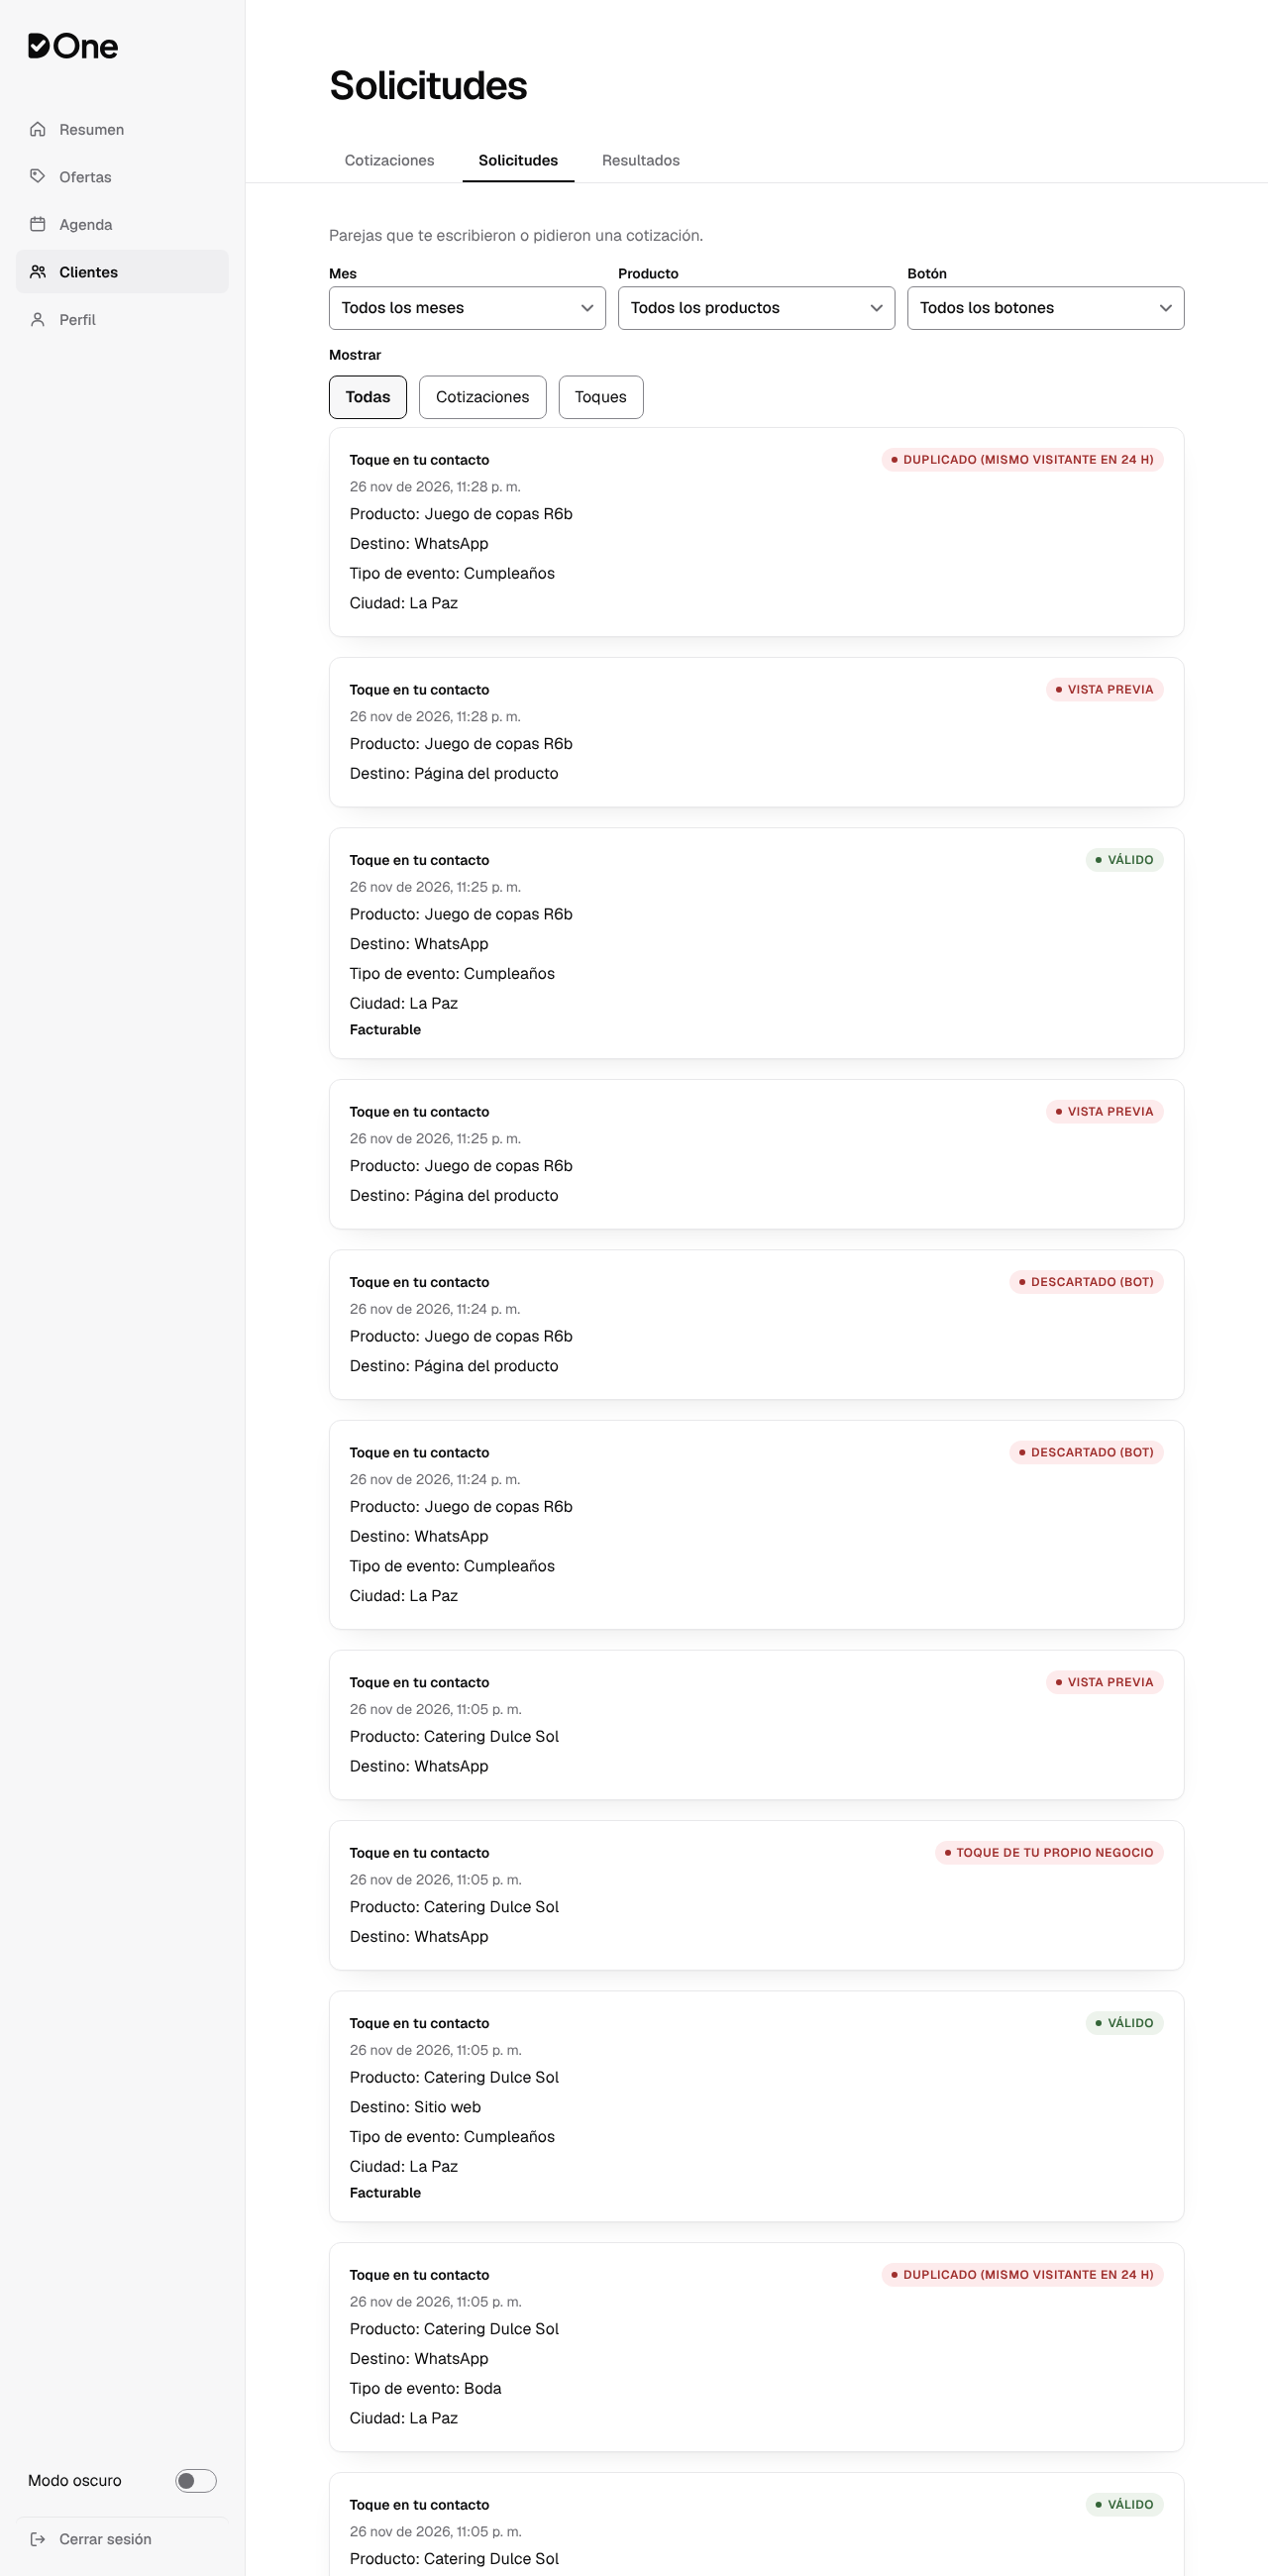 One
Resumen
Ofertas
Agenda
Clientes
Perfil
Modo oscuro
Cerrar sesión
Solicitudes
Cotizaciones
Solicitudes
Resultados
Parejas que te escribieron o pidieron una cotización.
Mes
Todos los meses
Producto
Todos los productos
Botón
Todos los botones
Mostrar
Todas
Cotizaciones
Toques
Toque en tu contacto
DUPLICADO (MISMO VISITANTE EN 24 H)
26 nov de 2026, 11:28 p. m.
Producto: Juego de copas R6b
Destino: WhatsApp
Tipo de evento: Cumpleaños
Ciudad: La Paz
Toque en tu contacto
VISTA PREVIA
26 nov de 2026, 11:28 p. m.
Producto: Juego de copas R6b
Destino: Página del producto
Toque en tu contacto
VÁLIDO
26 nov de 2026, 11:25 p. m.
Producto: Juego de copas R6b
Destino: WhatsApp
Tipo de evento: Cumpleaños
Ciudad: La Paz
Facturable
Toque en tu contacto
VISTA PREVIA
26 nov de 2026, 11:25 p. m.
Producto: Juego de copas R6b
Destino: Página del producto
Toque en tu contacto
DESCARTADO (BOT)
26 nov de 2026, 11:24 p. m.
Producto: Juego de copas R6b
Destino: Página del producto
Toque en tu contacto
DESCARTADO (BOT)
26 nov de 2026, 11:24 p. m.
Producto: Juego de copas R6b
Destino: WhatsApp
Tipo de evento: Cumpleaños
Ciudad: La Paz
Toque en tu contacto
VISTA PREVIA
26 nov de 2026, 11:05 p. m.
Producto: Catering Dulce Sol
Destino: WhatsApp
Toque en tu contacto
TOQUE DE TU PROPIO NEGOCIO
26 nov de 2026, 11:05 p. m.
Producto: Catering Dulce Sol
Destino: WhatsApp
Toque en tu contacto
VÁLIDO
26 nov de 2026, 11:05 p. m.
Producto: Catering Dulce Sol
Destino: Sitio web
Tipo de evento: Cumpleaños
Ciudad: La Paz
Facturable
Toque en tu contacto
DUPLICADO (MISMO VISITANTE EN 24 H)
26 nov de 2026, 11:05 p. m.
Producto: Catering Dulce Sol
Destino: WhatsApp
Tipo de evento: Boda
Ciudad: La Paz
Toque en tu contacto
VÁLIDO
26 nov de 2026, 11:05 p. m.
Producto: Catering Dulce Sol